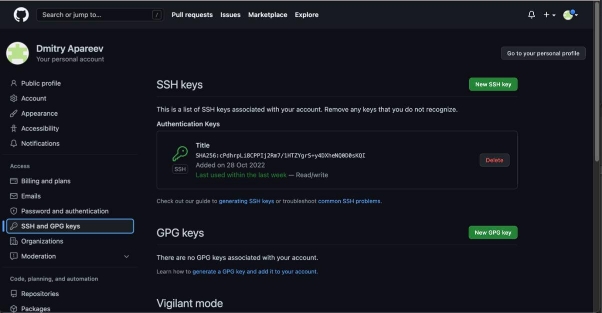 Search or jump to... /
Pull requests Issues Marketplace Explore
Dmitry Apareev
Your personal account
Go to your personal profile
Public profile
Account
Appearance
Accessibility
Notifications
Access
Billing and plans
Emails
Password and authentication
SSH and GPG keys
Organizations
Moderation
Code, planning, and automation
Repositories
Packages
SSH keys
New SSH key
This is a list of SSH keys associated with your account. Remove any keys that you do not recognize.
Authentication Keys
Title
SHA256:cPdhrpLiBCPPIj2Rm7/1HTZYgrS+y4DXheNQ0D0sKQI
Added on 28 Oct 2022
Last used within the last week — Read/write
SSH
Delete
Check out our guide to generating SSH keys or troubleshoot common SSH problems.
GPG keys
New GPG key
There are no GPG keys associated with your account.
Learn how to generate a GPG key and add it to your account.
Vigilant mode